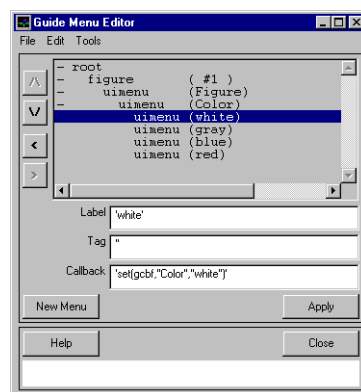 Guide Menu Editor
File Edit Tools
/\
– root
– figure ( #1 )
– uimenu (Figure)
– uimenu (Color)
\/
uimenu (white)
uimenu (gray)
<
uimenu (blue)
uimenu (red)
>
Label 'white'
Tag ''
Callback 'set(gcbf,"Color","white")'
New Menu Apply
Help Close